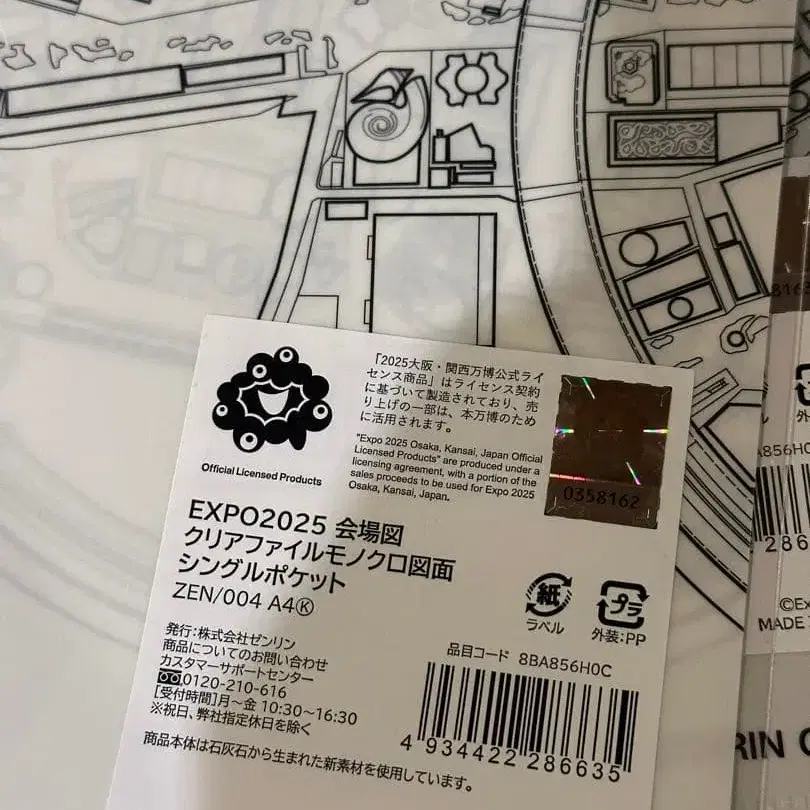 Official Licensed Products
「2025大阪・関西万博公式ライ
センス商品」はライセンス契約
に基づいて製造されており、売
り上げの一部は、本万博のため
に活用されます。
"Expo 2025 Osaka, Kansai, Japan Official
Licensed Products" are produced under a
licensing agreement, with a portion of the
sales proceeds to be used for Expo 2025
Osaka, Kansai, Japan.
0358162
EXPO2025 会場図
クリアファイルモノクロ図面
シングルポケット
ZEN/004 A4Ⓚ
紙
ラベル
プラ
外装:PP
発行:株式会社ゼンリン
商品についてのお問い合わせ
カスタマーサポートセンター
0120-210-616
[受付時間]月～金 10:30～16:30
※祝日、弊社指定休日を除く
品目コード 8BA856H0C
4 934422 286635
商品本体は石灰石から生まれた新素材を使用しています。
816
外
A856H0
286
©Ex
MADE
RIN